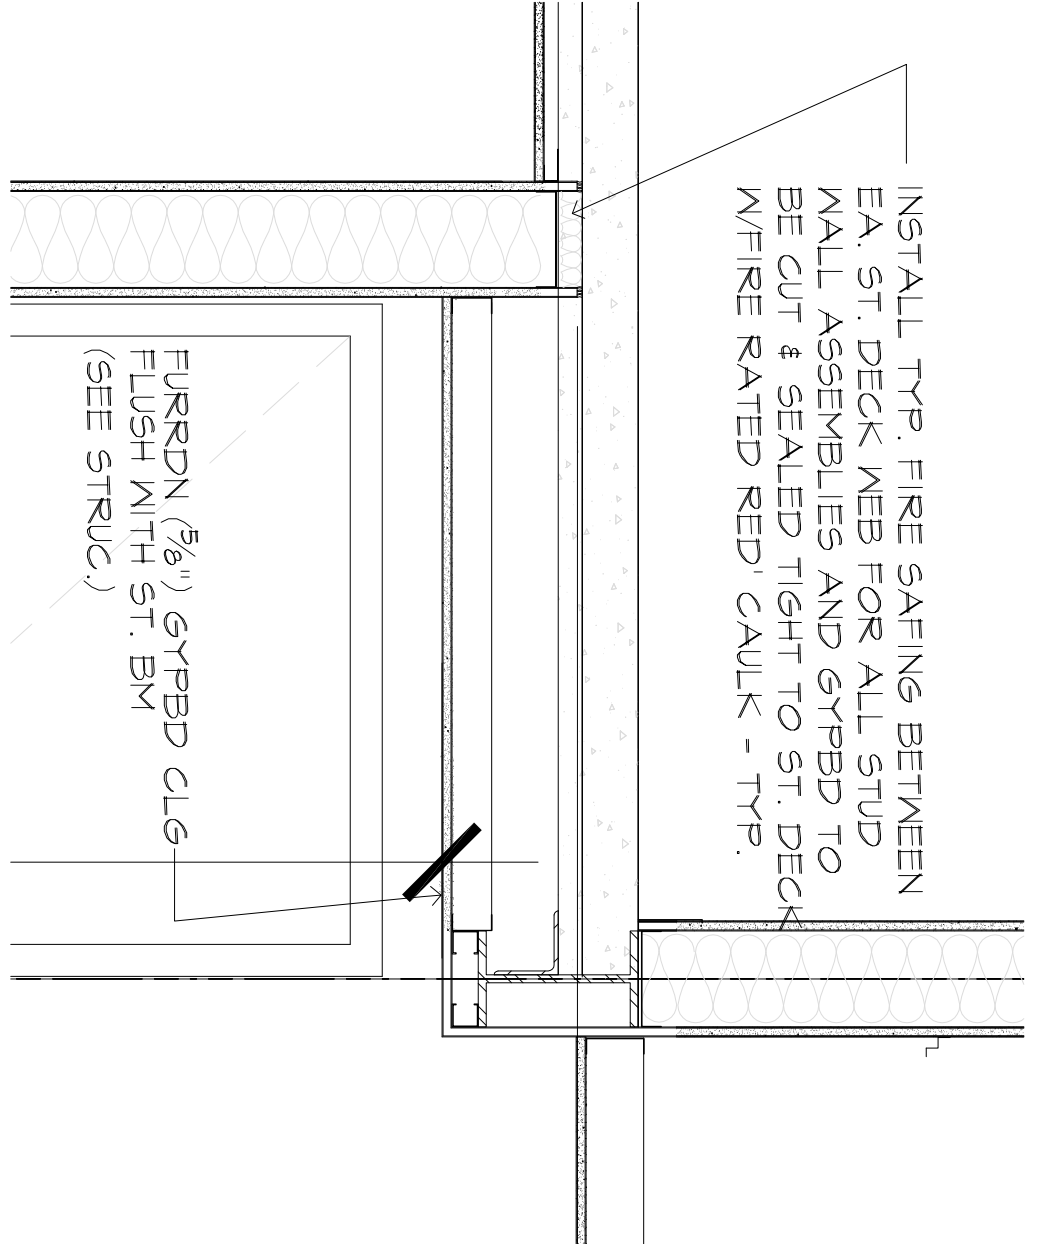 INSTALL TYP. FIRE SAFING BETWEEN
EA. ST. DECK WEB FOR ALL STUD
WALL ASSEMBLIES AND GYPBD TO
BE CUT & SEALED TIGHT TO ST. DECK
W/FIRE RATED RED' CAULK - TYP.
FURRDN (5/8") GYPBD CLG
FLUSH WITH ST. BM
(SEE STRUC.)